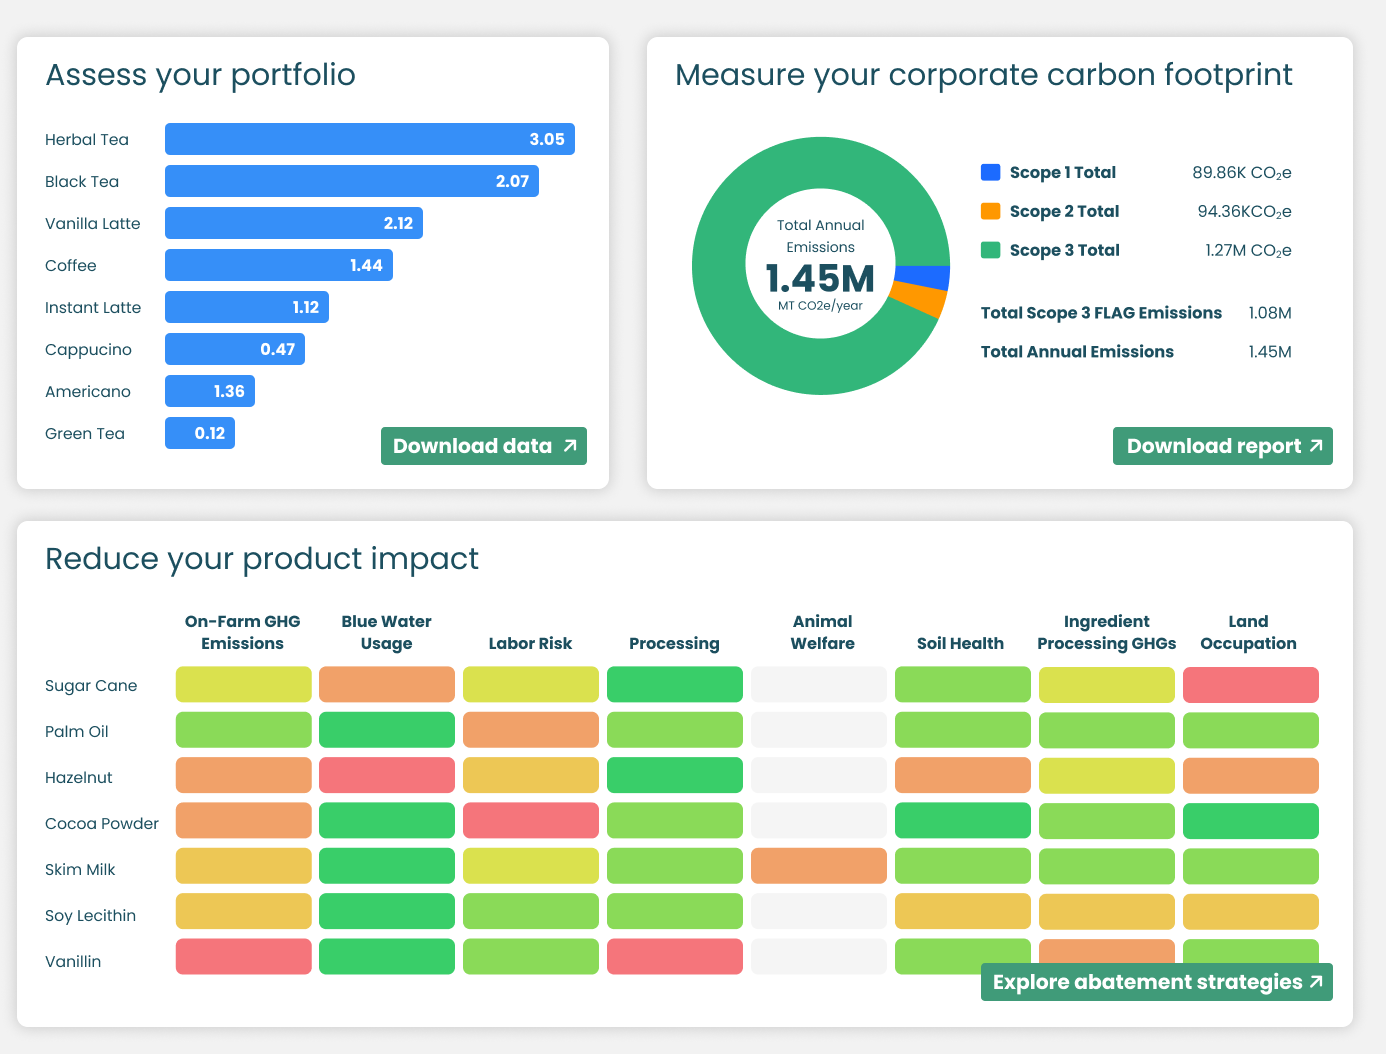 Assess your portfolio
Herbal Tea 3.05
Black Tea 2.07
Vanilla Latte 2.12
Coffee 1.44
Instant Latte 1.12
Cappucino 0.47
Americano 1.36
Green Tea 0.12
Download data
Measure your corporate carbon footprint
Total Annual
Emissions
1.45M
MT CO2e/year
Scope 1 Total 89.86K CO₂e
Scope 2 Total 94.36KCO₂e
Scope 3 Total 1.27M CO₂e
Total Scope 3 FLAG Emissions 1.08M
Total Annual Emissions 1.45M
Download report
Reduce your product impact
On-Farm GHG
Emissions
Blue Water
Usage
Labor Risk
Processing
Animal
Welfare
Soil Health
Ingredient
Processing GHGs
Land
Occupation
Sugar Cane
Palm Oil
Hazelnut
Cocoa Powder
Skim Milk
Soy Lecithin
Vanillin
Explore abatement strategies